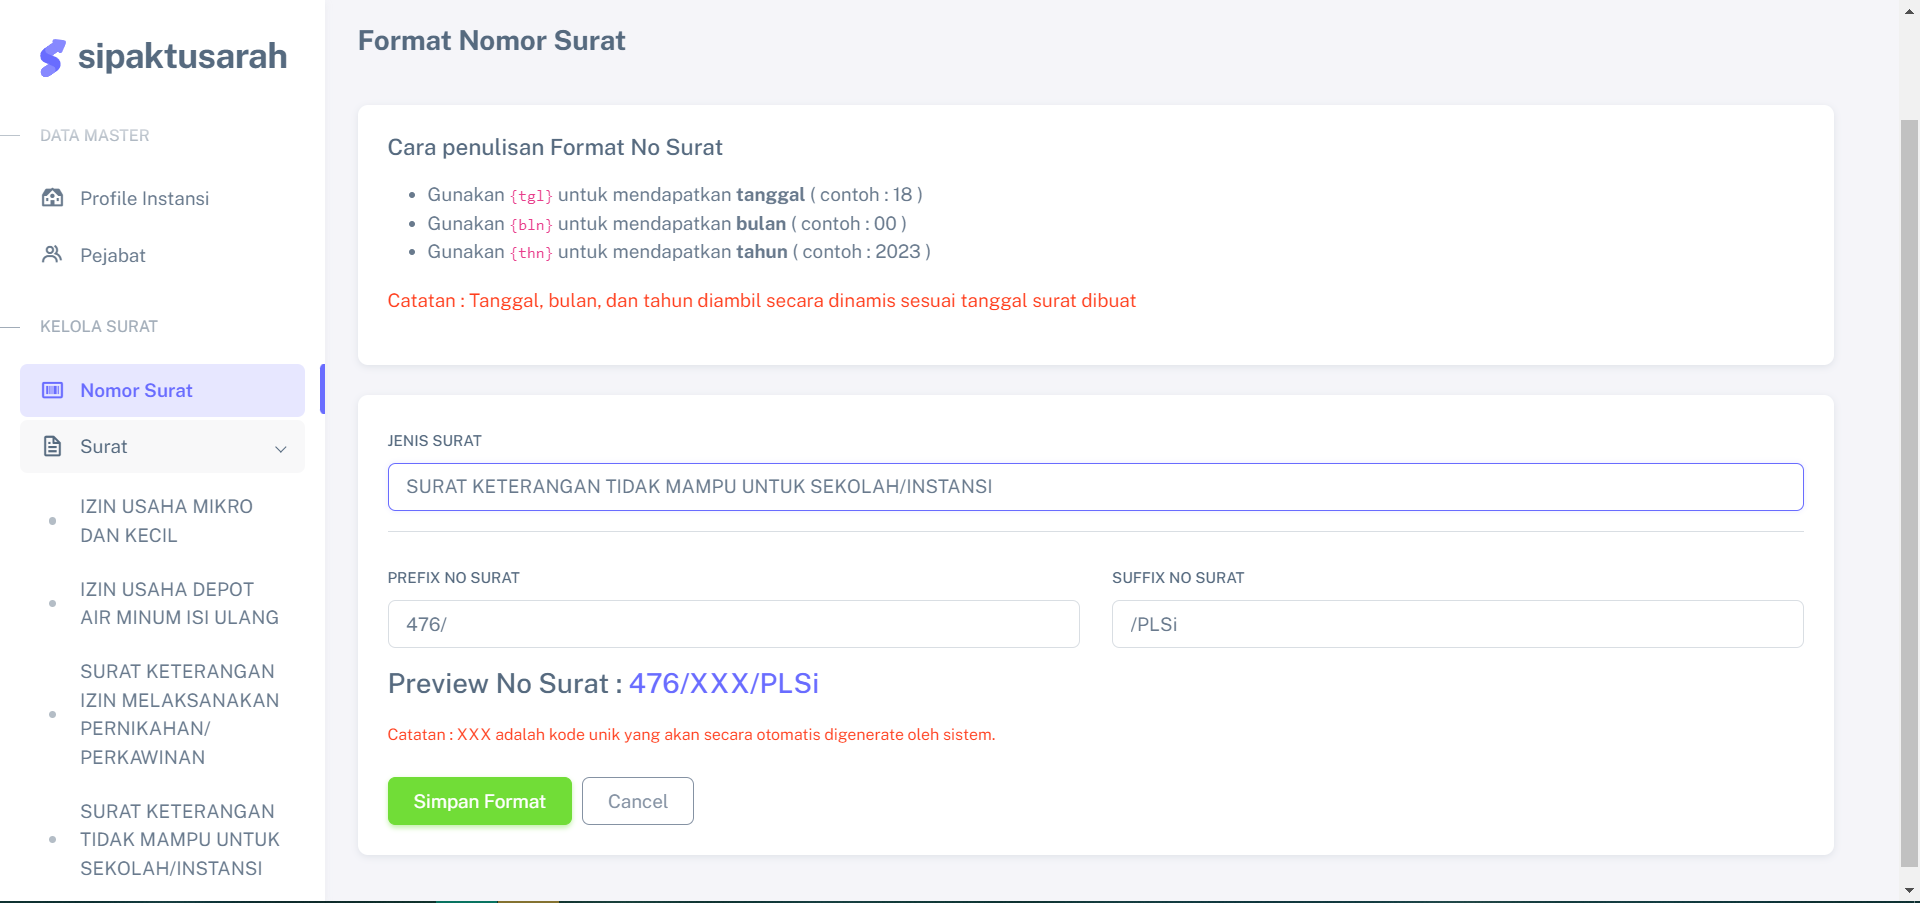 sipaktusarah
DATA MASTER
Profile Instansi
Pejabat
KELOLA SURAT
Nomor Surat
Surat
IZIN USAHA MIKRO
DAN KECIL
IZIN USAHA DEPOT
AIR MINUM ISI ULANG
SURAT KETERANGAN
IZIN MELAKSANAKAN
PERNIKAHAN/
PERKAWINAN
SURAT KETERANGAN
TIDAK MAMPU UNTUK
SEKOLAH/INSTANSI
Format Nomor Surat
Cara penulisan Format No Surat
Gunakan {tgl} untuk mendapatkan tanggal ( contoh : 18 )
Gunakan {bln} untuk mendapatkan bulan ( contoh : 00 )
Gunakan {thn} untuk mendapatkan tahun ( contoh : 2023 )
Catatan : Tanggal, bulan, dan tahun diambil secara dinamis sesuai tanggal surat dibuat
JENIS SURAT
SURAT KETERANGAN TIDAK MAMPU UNTUK SEKOLAH/INSTANSI
PREFIX NO SURAT
SUFFIX NO SURAT
476/
/PLSi
Preview No Surat : 476/XXX/PLSi
Catatan : XXX adalah kode unik yang akan secara otomatis digenerate oleh sistem.
Simpan Format
Cancel